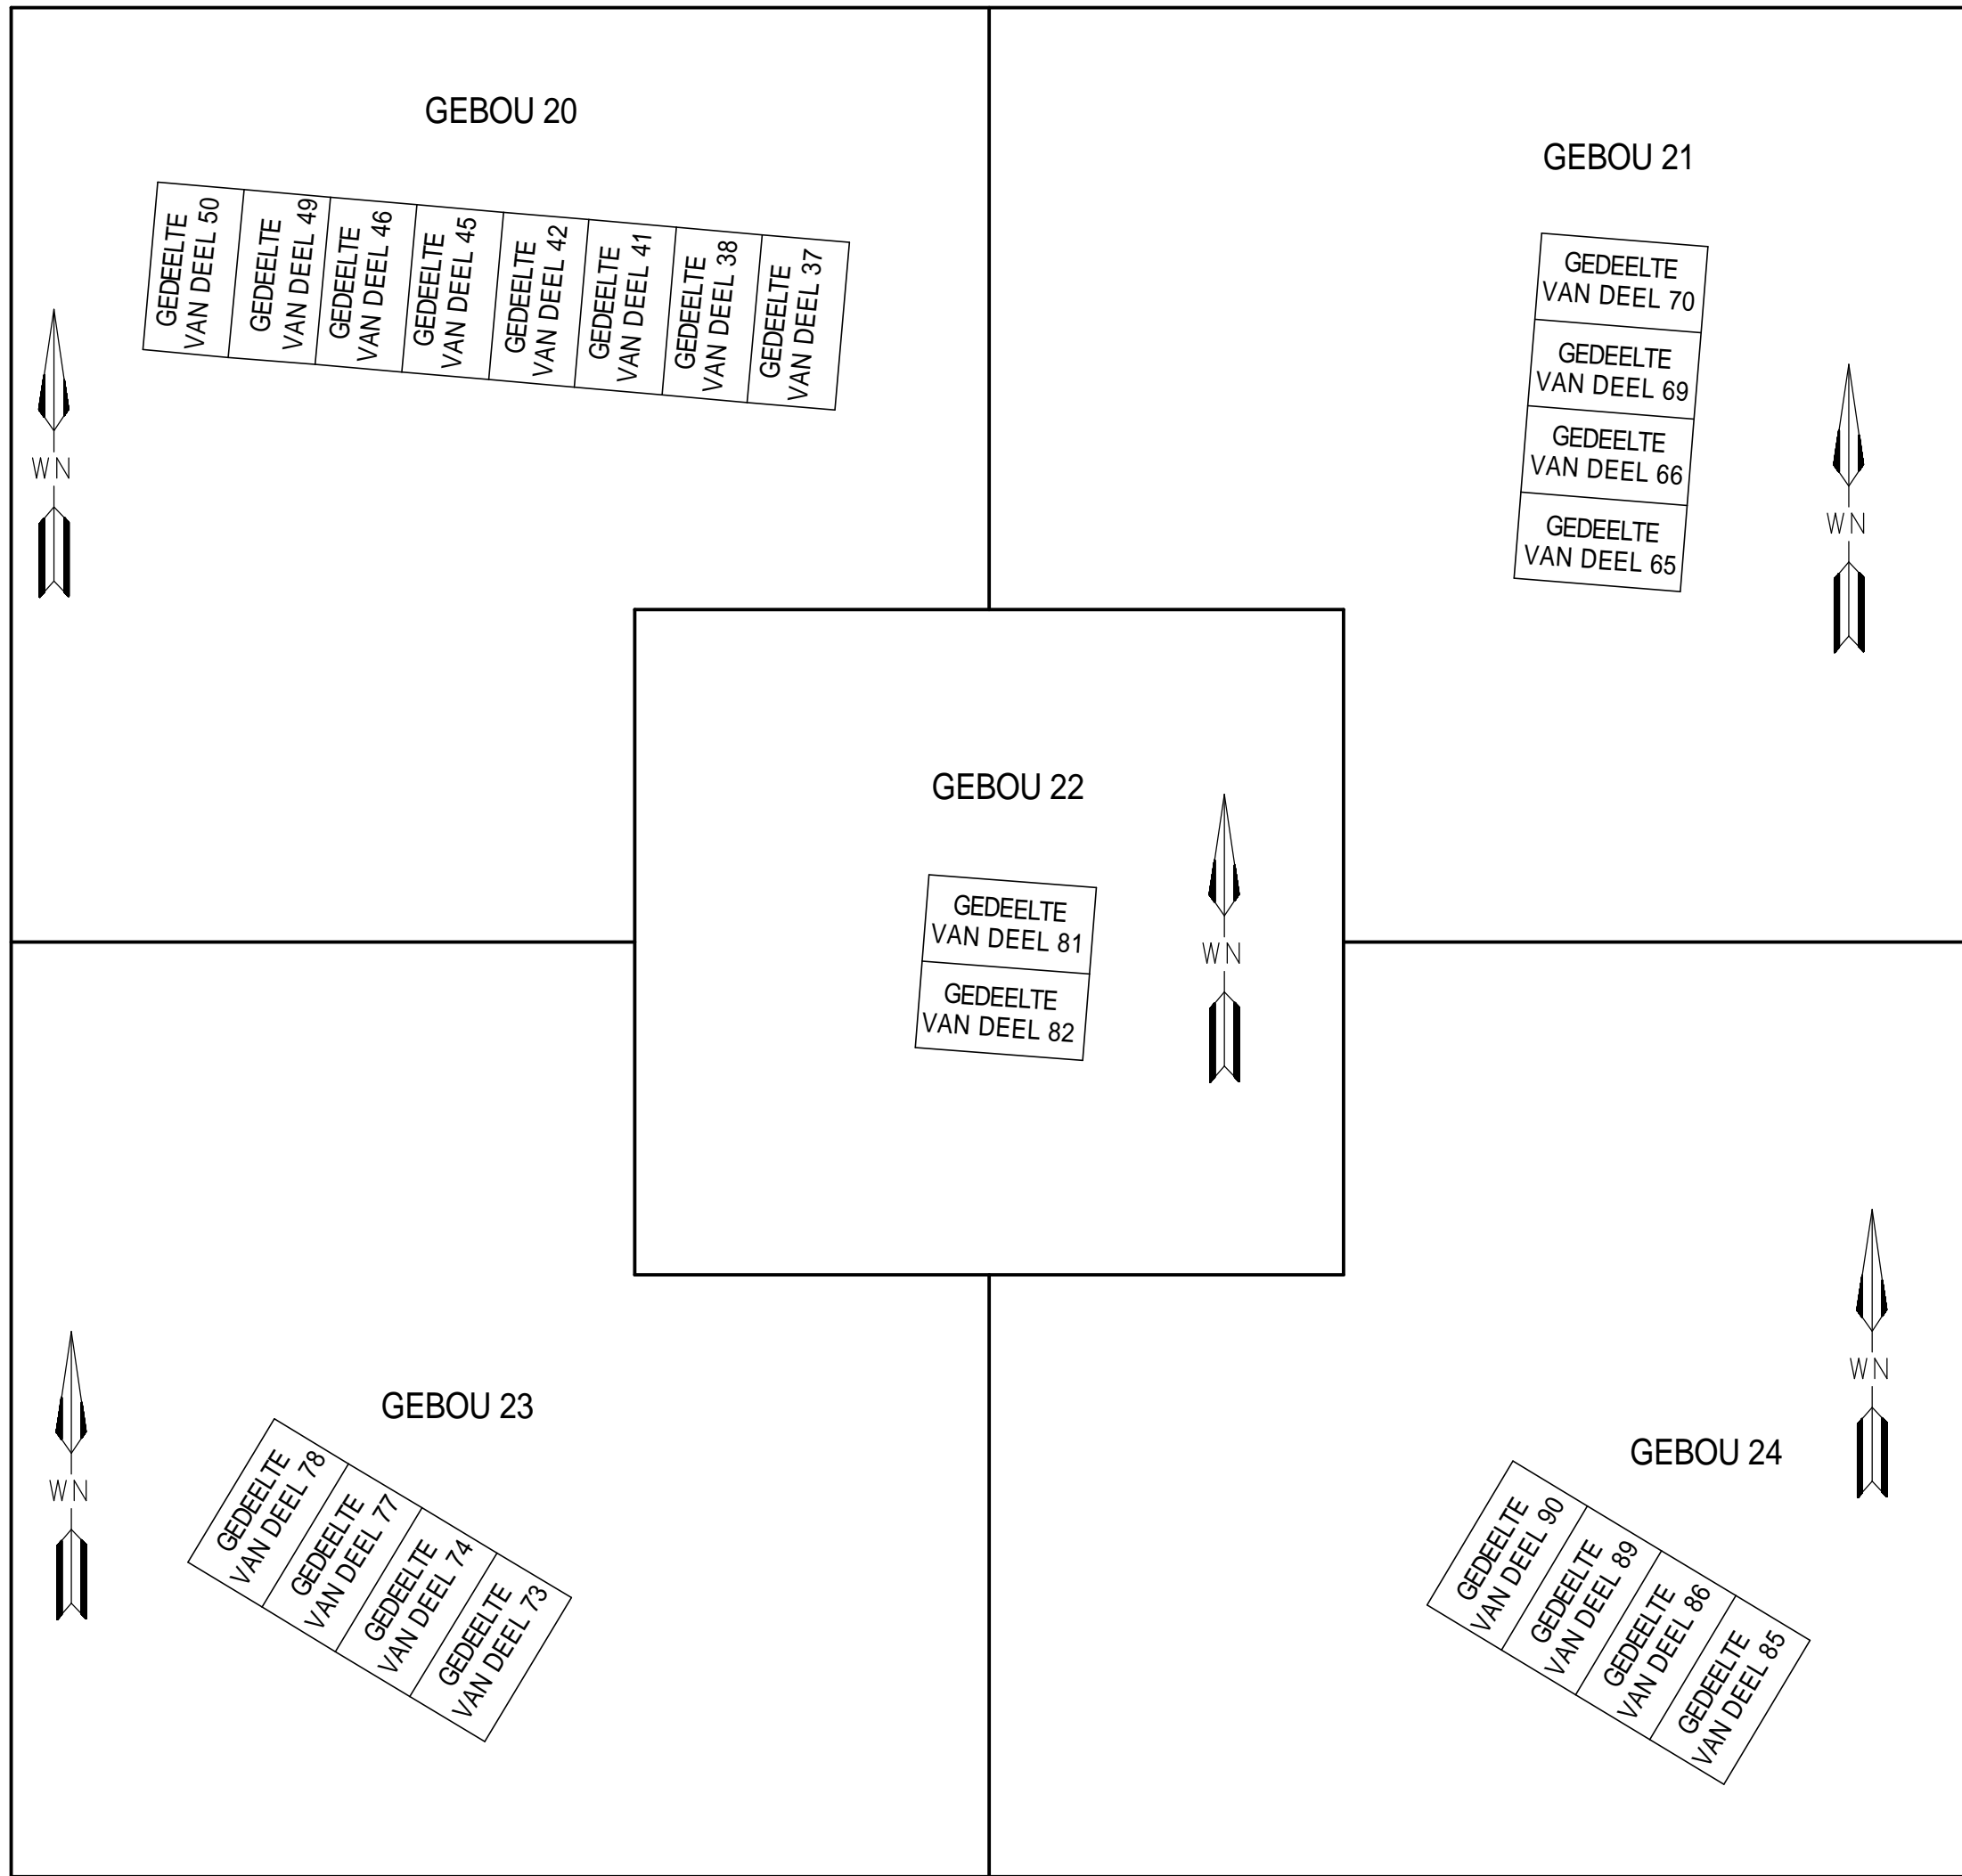 GEBOU 20
GEDEELTE
VAN DEEL 50
GEDEELTE
VAN DEEL 49
GEDEELTE
VAN DEEL 46
GEDEELTE
VAN DEEL 45
GEDEELTE
VAN DEEL 42
GEDEELTE
VAN DEEL 41
GEDEELTE
VAN DEEL 38
GEDEELTE
VAN DEEL 37
WN
GEBOU 21
GEDEELTE
VAN DEEL 70
GEDEELTE
VAN DEEL 69
GEDEELTE
VAN DEEL 66
GEDEELTE
VAN DEEL 65
WN
GEBOU 22
GEDEELTE
VAN DEEL 81
GEDEELTE
VAN DEEL 82
WN
GEBOU 23
GEDEELTE
VAN DEEL 78
GEDEELTE
VAN DEEL 77
GEDEELTE
VAN DEEL 74
GEDEELTE
VAN DEEL 73
WN
GEBOU 24
GEDEELTE
VAN DEEL 90
GEDEELTE
VAN DEEL 89
GEDEELTE
VAN DEEL 86
GEDEELTE
VAN DEEL 85
WN